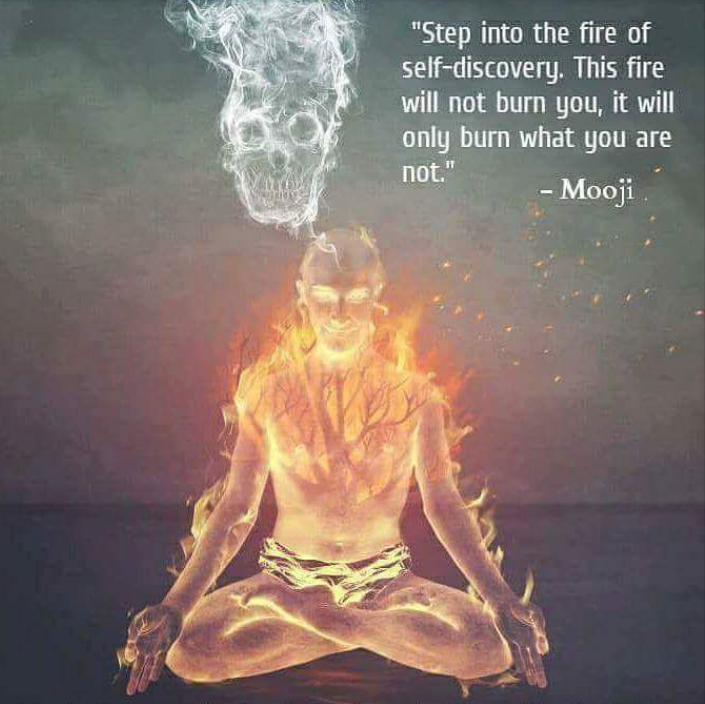 "Step into the fire of
self-discovery. This fire
will not burn you, it will
only burn what you are
not."
- Mooji